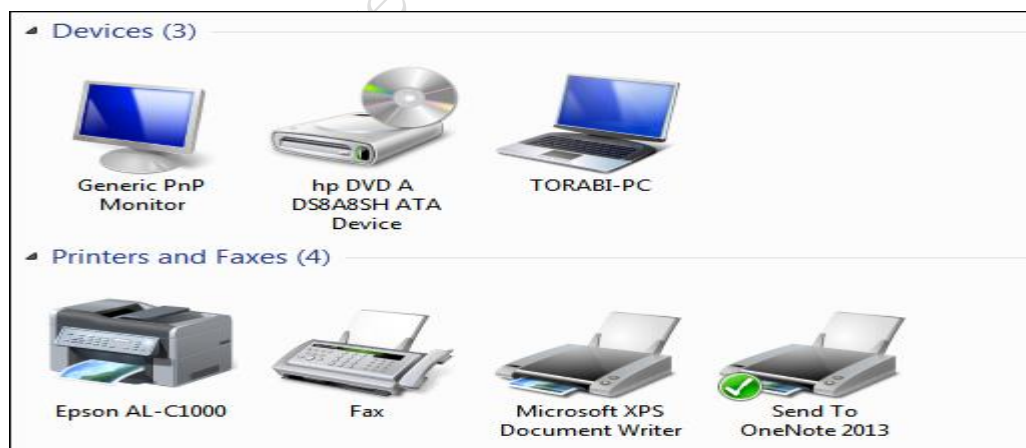 Devices (3)
Generic PnP
Monitor
hp DVD A
DS8A8SH ATA
Device
TORABI-PC
Printers and Faxes (4)
Epson AL-C1000
Fax
Microsoft XPS
Document Writer
Send To
OneNote 2013